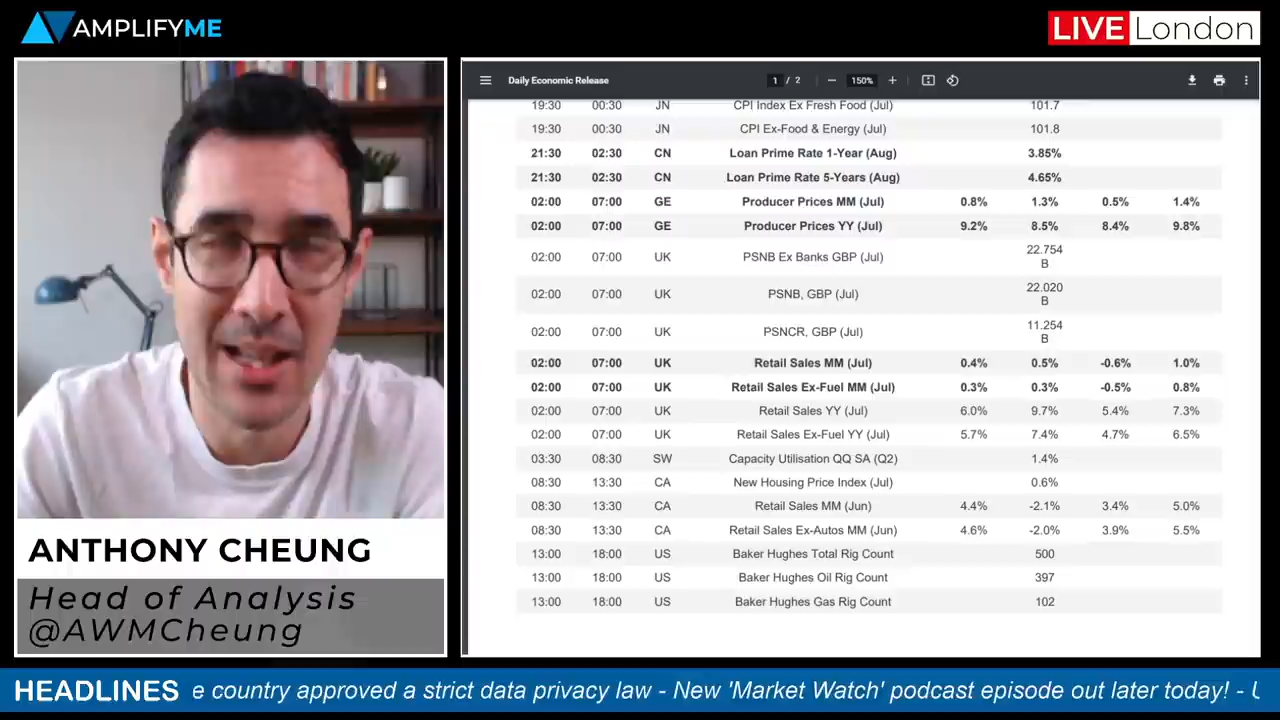 AMPLIFYME
LIVE London
Daily Economic Release
1 / 2
150%
19:30 00:30 JN CPI Index Ex Fresh Food (Jul) 101.7
19:30 00:30 JN CPI Ex-Food & Energy (Jul) 101.8
21:30 02:30 CN Loan Prime Rate 1-Year (Aug) 3.85%
21:30 02:30 CN Loan Prime Rate 5-Years (Aug) 4.65%
02:00 07:00 GE Producer Prices MM (Jul) 0.8% 1.3% 0.5% 1.4%
02:00 07:00 GE Producer Prices YY (Jul) 9.2% 8.5% 8.4% 9.8%
02:00 07:00 UK PSNB Ex Banks GBP (Jul) 22.754
B
02:00 07:00 UK PSNB, GBP (Jul) 22.020
B
02:00 07:00 UK PSNCR, GBP (Jul) 11.254
B
02:00 07:00 UK Retail Sales MM (Jul) 0.4% 0.5% -0.6% 1.0%
02:00 07:00 UK Retail Sales Ex-Fuel MM (Jul) 0.3% 0.3% -0.5% 0.8%
02:00 07:00 UK Retail Sales YY (Jul) 6.0% 9.7% 5.4% 7.3%
02:00 07:00 UK Retail Sales Ex-Fuel YY (Jul) 5.7% 7.4% 4.7% 6.5%
03:30 08:30 SW Capacity Utilisation QQ SA (Q2) 1.4%
08:30 13:30 CA New Housing Price Index (Jul) 0.6%
08:30 13:30 CA Retail Sales MM (Jun) 4.4% -2.1% 3.4% 5.0%
08:30 13:30 CA Retail Sales Ex-Autos MM (Jun) 4.6% -2.0% 3.9% 5.5%
13:00 18:00 US Baker Hughes Total Rig Count 500
13:00 18:00 US Baker Hughes Oil Rig Count 397
13:00 18:00 US Baker Hughes Gas Rig Count 102
ANTHONY CHEUNG
Head of Analysis
@AWMCheung
HEADLINES e country approved a strict data privacy law - New 'Market Watch' podcast episode out later today! - U